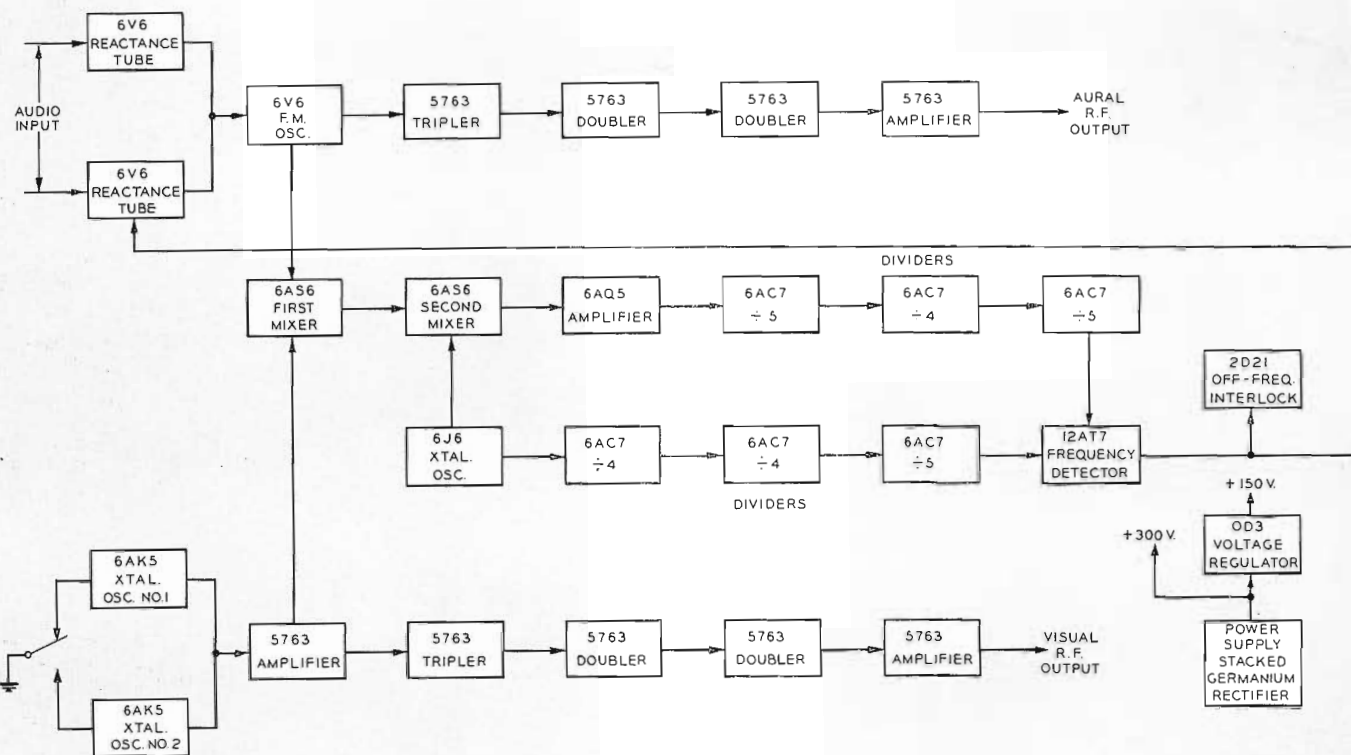 6V6
REACTANCE
TUBE
AUDIO
INPUT
6V6
REACTANCE
TUBE
6V6
F.M.
OSC.
5763
TRIPLER
5763
DOUBLER
5763
DOUBLER
5763
AMPLIFIER
AURAL
R.F.
OUTPUT
DIVIDERS
6AS6
FIRST
MIXER
6AS6
SECOND
MIXER
6AQ5
AMPLIFIER
6AC7
÷5
6AC7
÷4
6AC7
÷5
2D21
OFF-FREQ.
INTERLOCK
6J6
XTAL.
OSC.
6AC7
÷4
6AC7
÷4
6AC7
÷5
12AT7
FREQUENCY
DETECTOR
DIVIDERS
+150V.
+300V.
OD3
VOLTAGE
REGULATOR
6AK5
XTAL.
OSC. NO.1
5763
AMPLIFIER
5763
TRIPLER
5763
DOUBLER
5763
DOUBLER
5763
AMPLIFIER
VISUAL
R.F.
OUTPUT
POWER
SUPPLY
STACKED
GERMANIUM
RECTIFIER
6AK5
XTAL.
OSC. NO.2